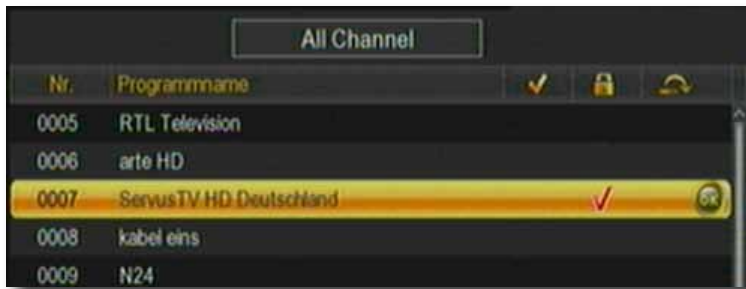 All Channel
Nr. Programmname
0005 RTL Television
0006 arte HD
0007 ServusTV HD Deutschland OK
0008 kabel eins
0009 N24